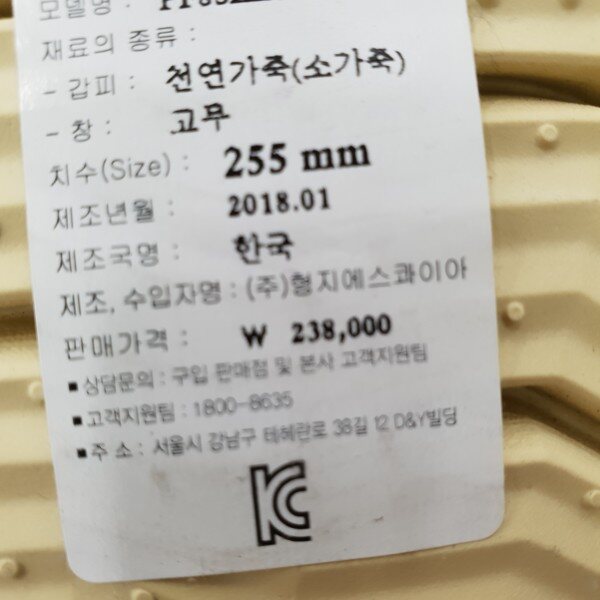 모델명 :
재료의 종류 :
- 갑피 : 천연가죽(소가죽)
- 창 : 고무
치수(Size) : 255 mm
제조년월 : 2018.01
제조국명 : 한국
제조, 수입자명 : (주)형지에스콰이아
판매가격 : ₩ 238,000
■ 상담문의 : 구입 판매점 및 본사 고객지원팀
■ 고객지원팀 : 1800-8635
■ 주 소 : 서울시 강남구 테헤란로 38길 12 D&Y빌딩
KC